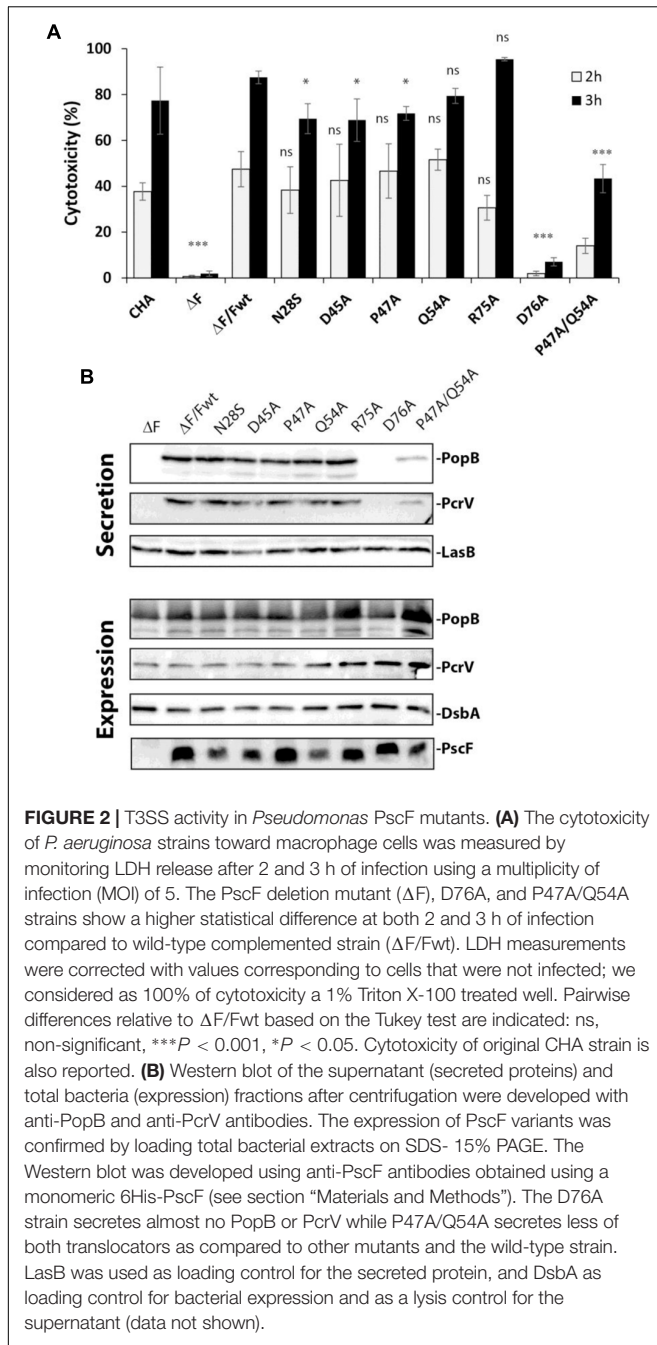 A
100
80
60
40
20
0
Cytotoxicity (%)
***
ns
*
ns
*
ns
*
ns
ns
ns
ns
***
***
2h
3h
CHA
ΔF
ΔF/Fwt
N28S
D45A
P47A
Q54A
R75A
D76A
P47A/Q54A
B
ΔF
ΔF/Fwt
N28S
D45A
P47A
Q54A
R75A
D76A
P47A/Q54A
Secretion
-PopB
-PcrV
-LasB
Expression
-PopB
-PcrV
-DsbA
-PscF
FIGURE 2 | T3SS activity in Pseudomonas PscF mutants. (A) The cytotoxicity
of P. aeruginosa strains toward macrophage cells was measured by
monitoring LDH release after 2 and 3 h of infection using a multiplicity of
infection (MOI) of 5. The PscF deletion mutant (ΔF), D76A, and P47A/Q54A
strains show a higher statistical difference at both 2 and 3 h of infection
compared to wild-type complemented strain (ΔF/Fwt). LDH measurements
were corrected with values corresponding to cells that were not infected; we
considered as 100% of cytotoxicity a 1% Triton X-100 treated well. Pairwise
differences relative to ΔF/Fwt based on the Tukey test are indicated: ns,
non-significant, ***P < 0.001, *P < 0.05. Cytotoxicity of original CHA strain is
also reported. (B) Western blot of the supernatant (secreted proteins) and
total bacteria (expression) fractions after centrifugation were developed with
anti-PopB and anti-PcrV antibodies. The expression of PscF variants was
confirmed by loading total bacterial extracts on SDS- 15% PAGE. The
Western blot was developed using anti-PscF antibodies obtained using a
monomeric 6His-PscF (see section “Materials and Methods”). The D76A
strain secretes almost no PopB or PcrV while P47A/Q54A secretes less of
both translocators as compared to other mutants and the wild-type strain.
LasB was used as loading control for the secreted protein, and DsbA as
loading control for bacterial expression and as a lysis control for the
supernatant (data not shown).